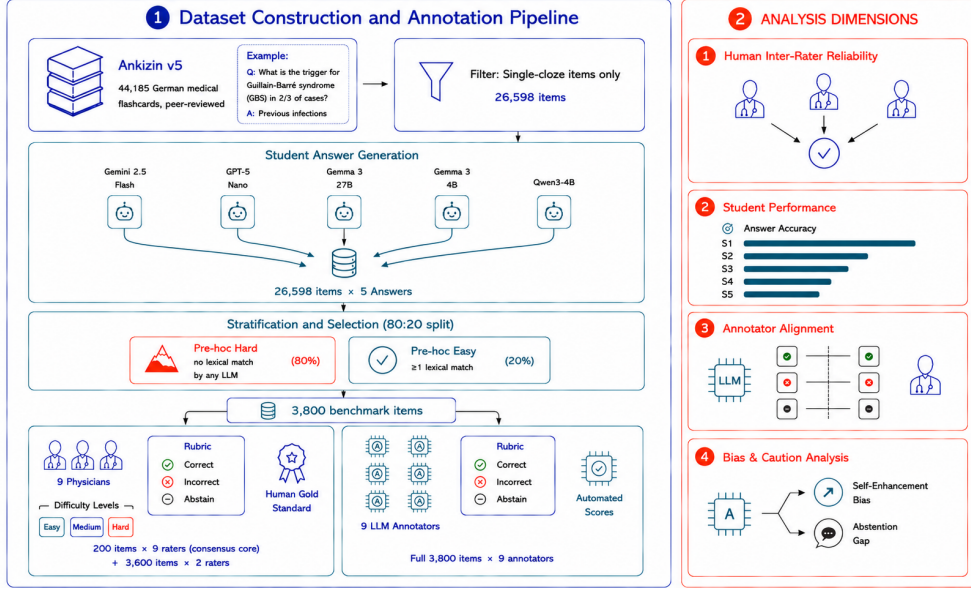 1 Dataset Construction and Annotation Pipeline
Ankizin v5
44,185 German medical
flashcards, peer-reviewed
Example:
Q: What is the trigger for
Guillain-Barré syndrome
(GBS) in 2/3 of cases?
A: Previous infections
Filter: Single-cloze items only
26,598 items
Student Answer Generation
Gemini 2.5
Flash
GPT-5
Nano
Gemma 3
27B
Gemma 3
4B
Qwen3-4B
26,598 items × 5 Answers
Stratification and Selection (80:20 split)
Pre-hoc Hard
no lexical match
by any LLM
(80%)
Pre-hoc Easy
≥1 lexical match
(20%)
3,800 benchmark items
9 Physicians
Difficulty Levels
Easy
Medium
Hard
Rubric
Correct
Incorrect
Abstain
Human Gold
Standard
200 items × 9 raters (consensus core)
+ 3,600 items × 2 raters
A A
A A
A A
9 LLM Annotators
Rubric
Correct
Incorrect
Abstain
Automated
Scores
Full 3,800 items × 9 annotators
2 ANALYSIS DIMENSIONS
1 Human Inter-Rater Reliability
2 Student Performance
Answer Accuracy
S1
S2
S3
S4
S5
3 Annotator Alignment
LLM
4 Bias & Caution Analysis
A
Self-Enhancement
Bias
Abstention
Gap